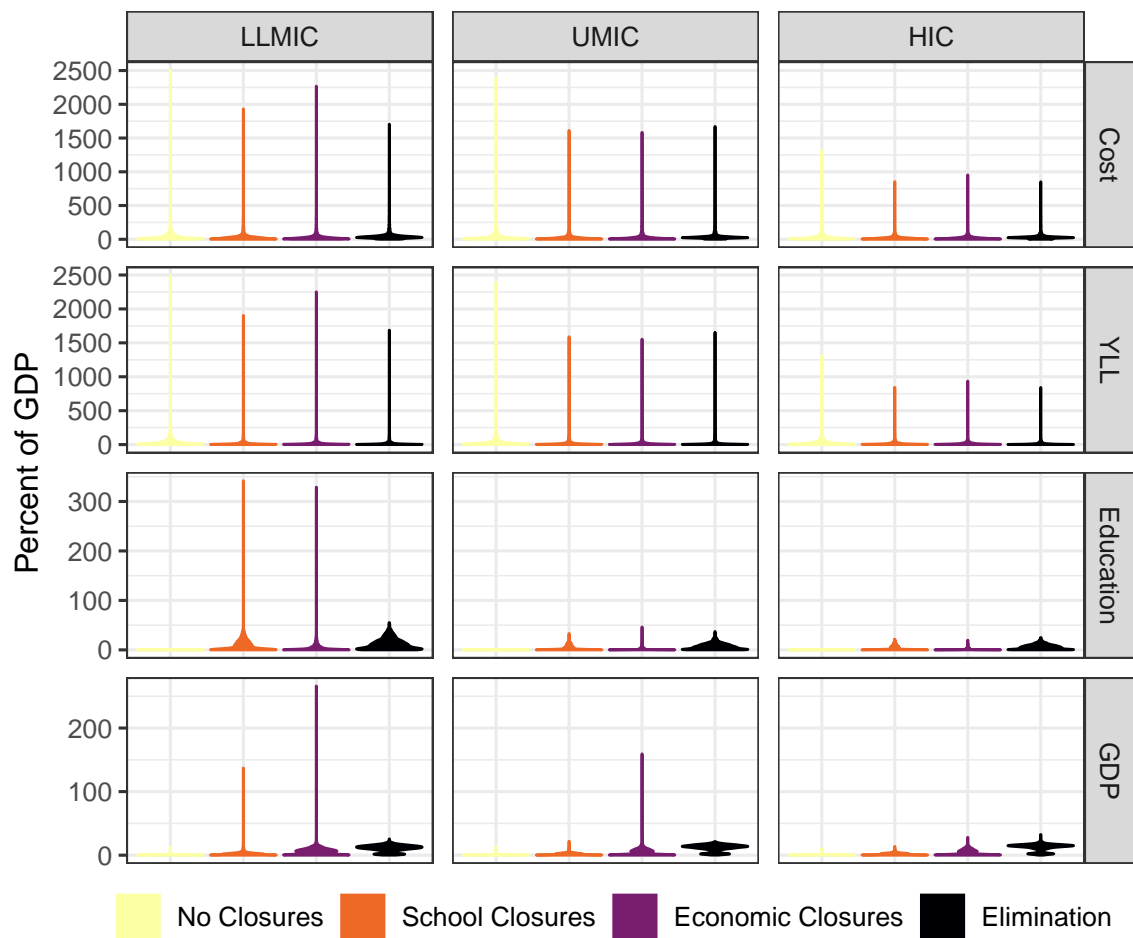 LLMIC UMIC HIC
Percent of GDP
2500
2000
1500
1000
500
0
Cost
2500
2000
1500
1000
500
0
YLL
300
200
100
0
Education
200
100
0
GDP
No Closures School Closures Economic Closures Elimination